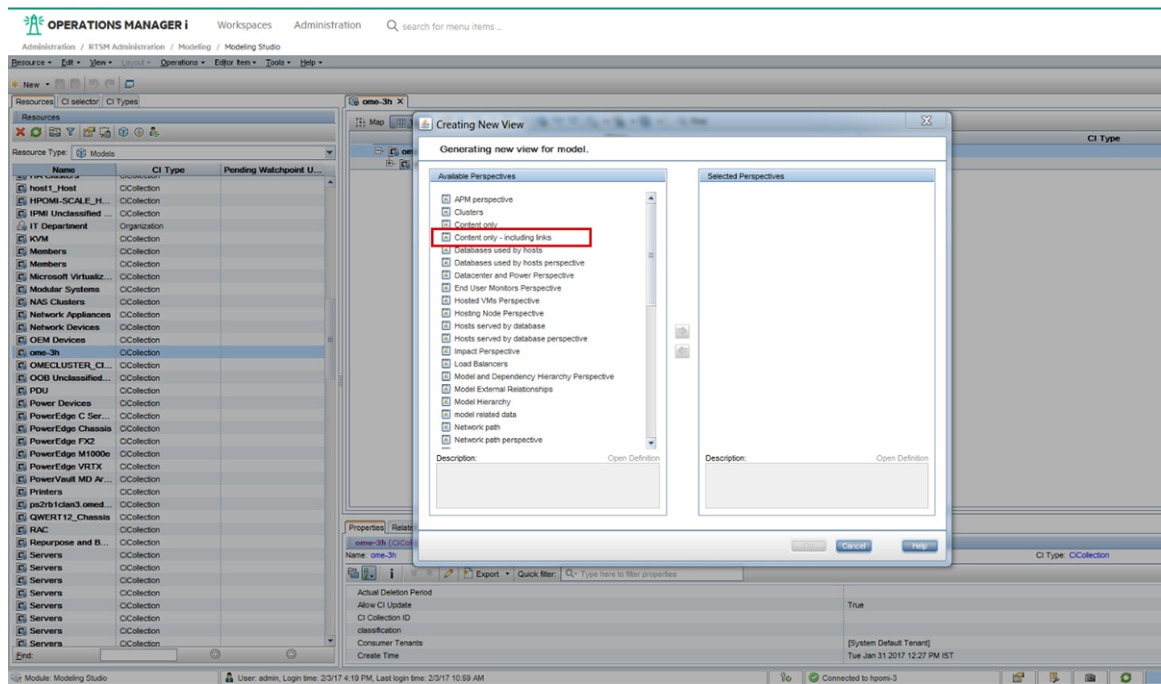 OPERATIONS MANAGER i Workspaces Administration search for menu items ...
Administration / RTSM Administration / Modeling / Modeling Studio
Resource Edit View Layout Operations Editor Item Tools Help
New
Resources CI selector CI Types
ome-3h X
Resources
Map
Resource Type: Models
Name CI Type Pending Watchpoint U...
CI Type
HA Clusters CiCollection
host1_Host CiCollection
HPOMI-SCALE_H... CiCollection
IPMI Unclassified ... CiCollection
IT Department Organization
KVM CiCollection
Members CiCollection
Members CiCollection
Microsoft Virtualiz... CiCollection
Modular Systems CiCollection
NAS Clusters CiCollection
Network Appliances CiCollection
Network Devices CiCollection
OEM Devices CiCollection
ome-3h CiCollection
OMECLUSTER_CI... CiCollection
OOB Unclassified... CiCollection
PDU CiCollection
Power Devices CiCollection
PowerEdge C Ser... CiCollection
PowerEdge Chassis CiCollection
PowerEdge FX2 CiCollection
PowerEdge M1000e CiCollection
PowerEdge VRTX CiCollection
PowerVault MD Ar... CiCollection
Printers CiCollection
ps2rb1clan3.omed... CiCollection
QWERT12_Chassis CiCollection
RAC CiCollection
Repurpose and B... CiCollection
Servers CiCollection
Servers CiCollection
Servers CiCollection
Servers CiCollection
Servers CiCollection
Servers CiCollection
Servers CiCollection
Servers CiCollection
Find:
Creating New View
Generating new view for model.
Available Perspectives
APM perspective
Clusters
Content only
Content only - including links
Databases used by hosts
Databases used by hosts perspective
Datacenter and Power Perspective
End User Monitors Perspective
Hosted VMs Perspective
Hosting Node Perspective
Hosts served by database
Hosts served by database perspective
Impact Perspective
Load Balancers
Model and Dependency Hierarchy Perspective
Model External Relationships
Model Hierarchy
model related data
Network path
Network path perspective
Description: Open Definition
Selected Perspectives
Description: Open Definition
Cancel Help
Properties
ome-3h
Name: ome-3h CI Type: CiCollection
Export Quick filter: Type here to filter properties
Actual Deletion Period
Allow CI Update True
CI Collection ID
classification
Consumer Tenants [System Default Tenant]
Create Time Tue Jan 31 2017 12:27 PM IST
Module: Modeling Studio User: admin, Login time: 2/3/17 4:19 PM, Last login time: 2/3/17 10:59 AM Connected to hpomi-3